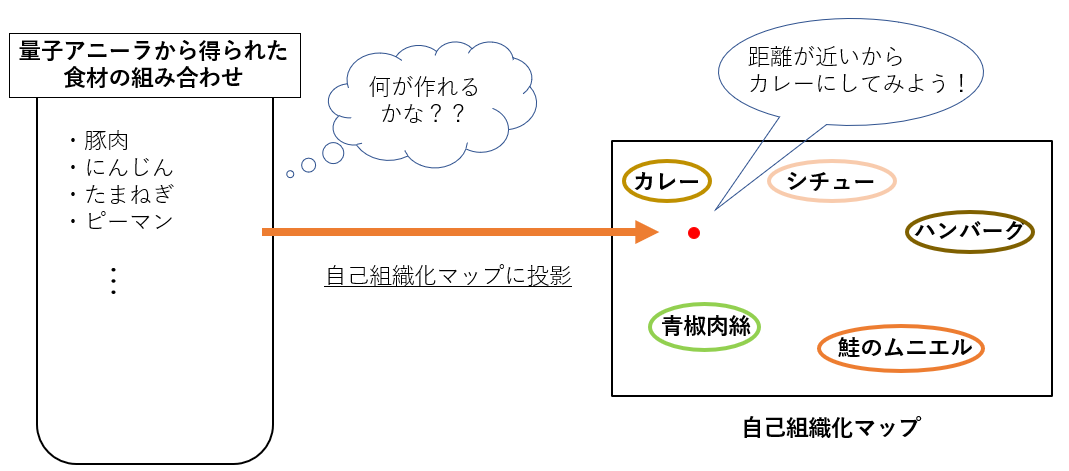 量子アニーラから得られた
食材の組み合わせ
・豚肉
・にんじん
・たまねぎ
・ピーマン
⋮
何が作れる
かな？？
自己組織化マップに投影
距離が近いから
カレーにしてみよう！
カレー
シチュー
ハンバーグ
青椒肉絲
鮭のムニエル
自己組織化マップ